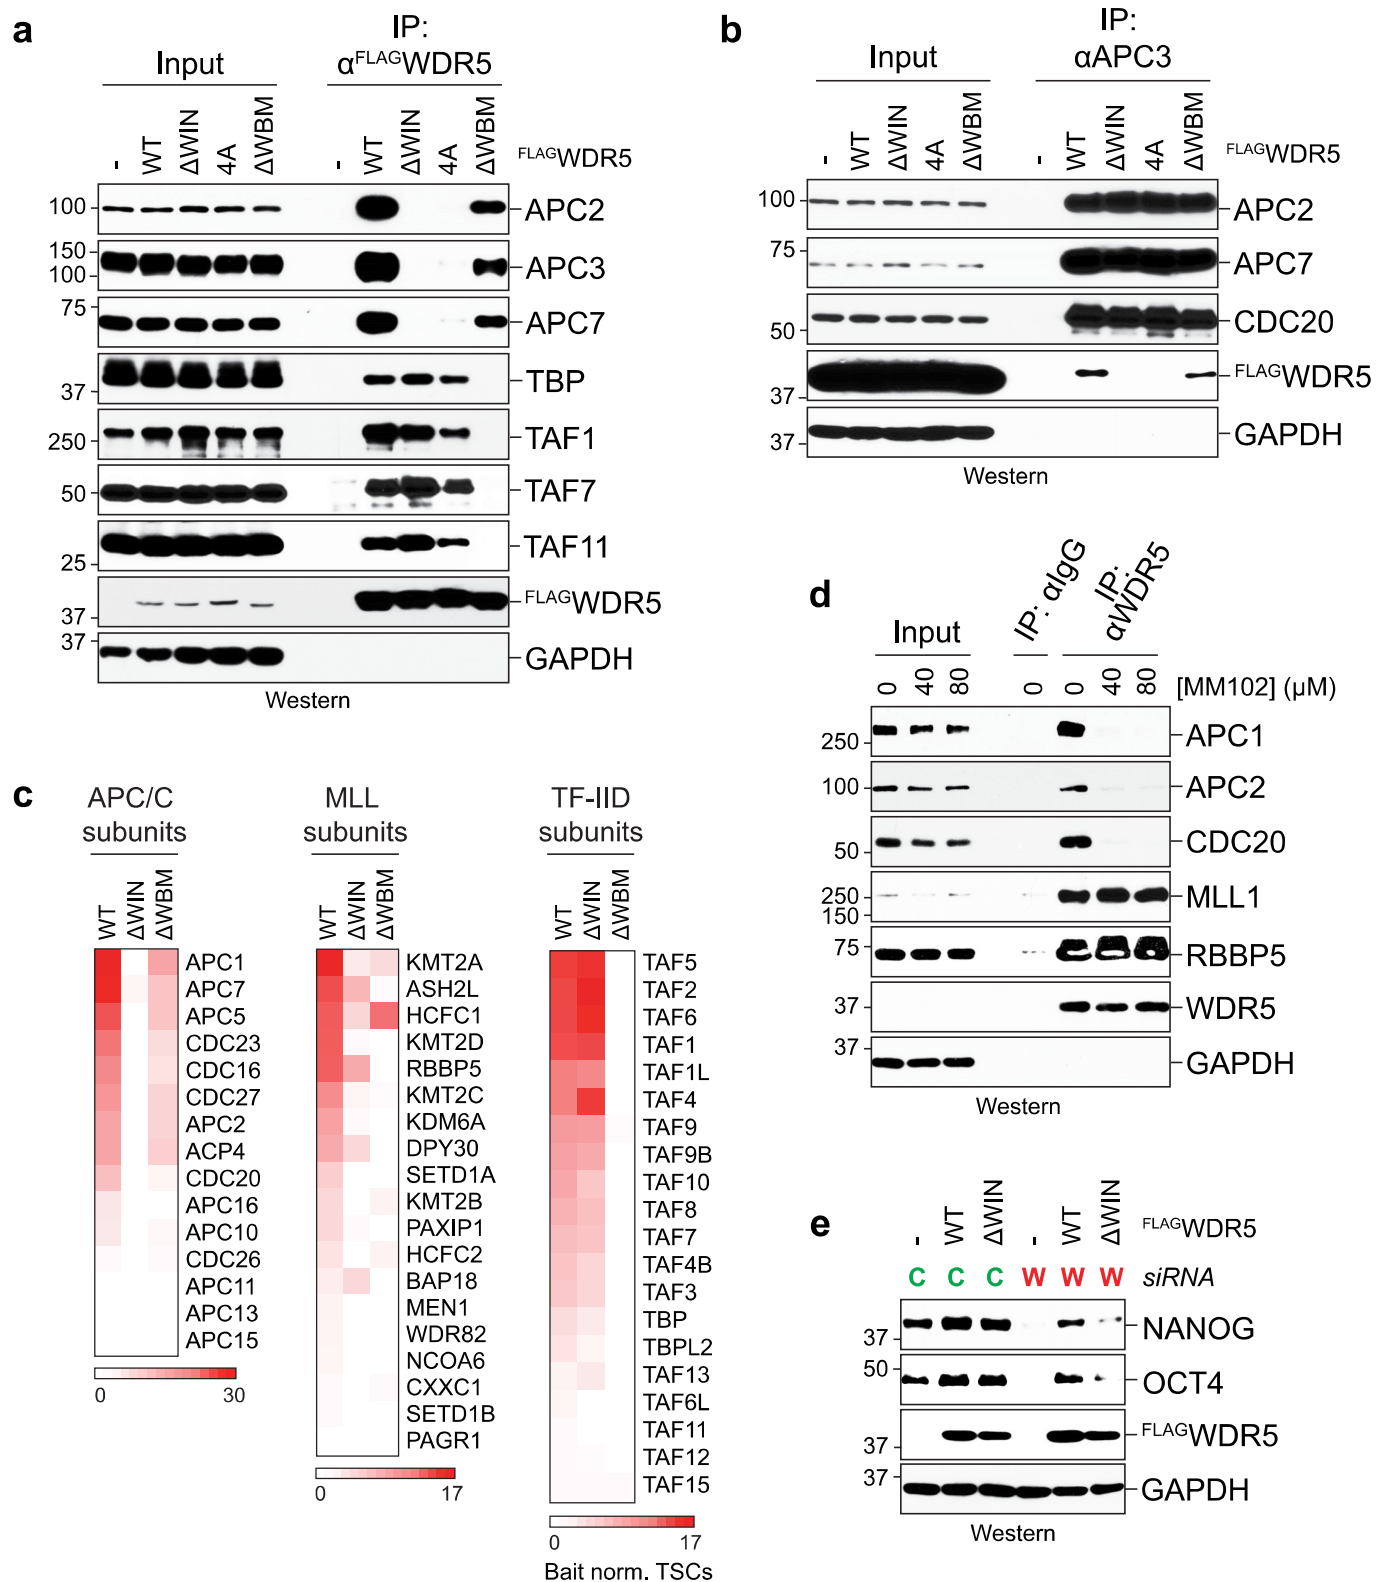 a
IP:
Input
αFLAGWDR5
- WT ΔWIN 4A ΔWBM - WT ΔWIN 4A ΔWBM FLAGWDR5
100 APC2
150
100 APC3
75 APC7
37 TBP
250 TAF1
50 TAF7
25 TAF11
37 FLAGWDR5
37 GAPDH
Western
b
IP:
Input
αAPC3
- WT ΔWIN 4A ΔWBM - WT ΔWIN 4A ΔWBM FLAGWDR5
100 APC2
75 APC7
50 CDC20
37 FLAGWDR5
37 GAPDH
Western
c
APC/C
subunits
WT ΔWIN ΔWBM
APC1
APC7
APC5
CDC23
CDC16
CDC27
APC2
ACP4
CDC20
APC16
APC10
CDC26
APC11
APC13
APC15
0 30
MLL
subunits
WT ΔWIN ΔWBM
KMT2A
ASH2L
HCFC1
KMT2D
RBBP5
KMT2C
KDM6A
DPY30
SETD1A
KMT2B
PAXIP1
HCFC2
BAP18
MEN1
WDR82
NCOA6
CXXC1
SETD1B
PAGR1
0 17
TF-IID
subunits
WT ΔWIN ΔWBM
TAF5
TAF2
TAF6
TAF1
TAF1L
TAF4
TAF9
TAF9B
TAF10
TAF8
TAF7
TAF4B
TAF3
TBP
TBPL2
TAF13
TAF6L
TAF11
TAF12
TAF15
0 17
Bait norm. TSCs
d
Input
IP: αIgG
IP:
αWDR5
0 40 80 0 0 40 80 [MM102] (μM)
250 APC1
100 APC2
50 CDC20
250
150 MLL1
75 RBBP5
37 WDR5
37 GAPDH
Western
e
- WT ΔWIN - WT ΔWIN FLAGWDR5
C C C W W W siRNA
37 NANOG
50 OCT4
37 FLAGWDR5
37 GAPDH
Western